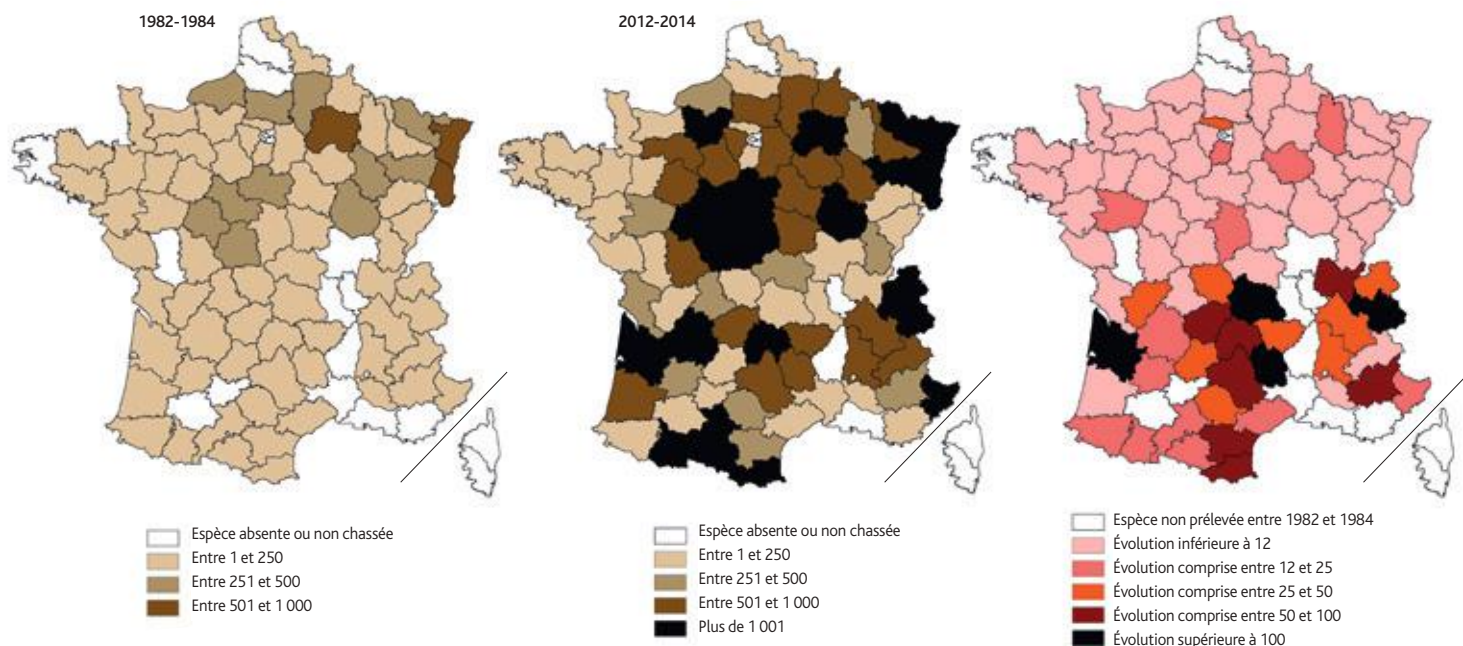 1982-1984
Espèce absente ou non chassée
Entre 1 et 250
Entre 251 et 500
Entre 501 et 1 000
2012-2014
Espèce absente ou non chassée
Entre 1 et 250
Entre 251 et 500
Entre 501 et 1 000
Plus de 1 001
Espèce non prélevée entre 1982 et 1984
Évolution inférieure à 12
Évolution comprise entre 12 et 25
Évolution comprise entre 25 et 50
Évolution comprise entre 50 et 100
Évolution supérieure à 100